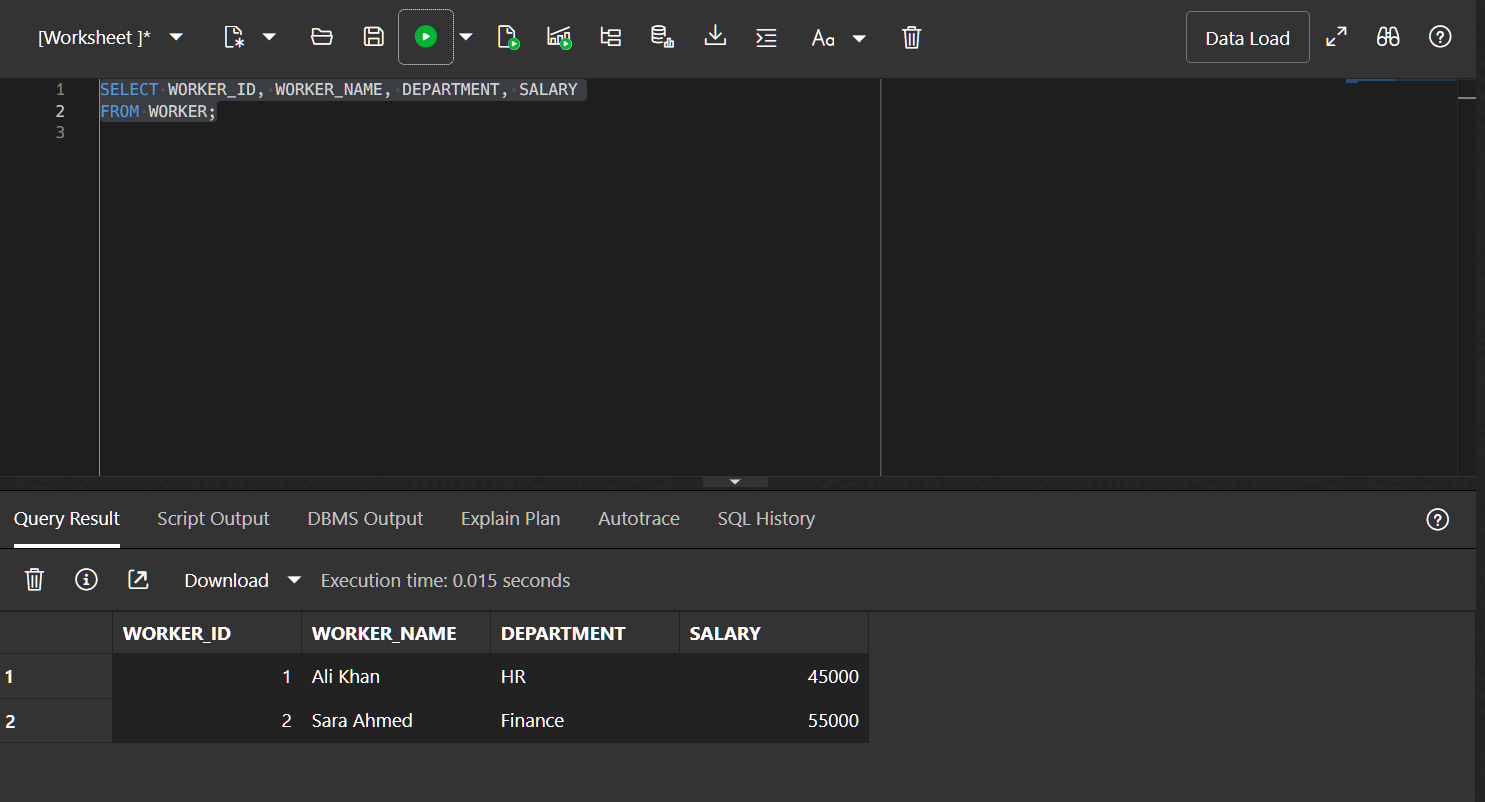 [Worksheet ]*
Aa
Data Load
1 SELECT WORKER_ID, WORKER_NAME, DEPARTMENT, SALARY
2 FROM WORKER;
3
Query Result Script Output DBMS Output Explain Plan Autotrace SQL History
Download Execution time: 0.015 seconds
WORKER_ID WORKER_NAME DEPARTMENT SALARY
1 1 Ali Khan HR 45000
2 2 Sara Ahmed Finance 55000